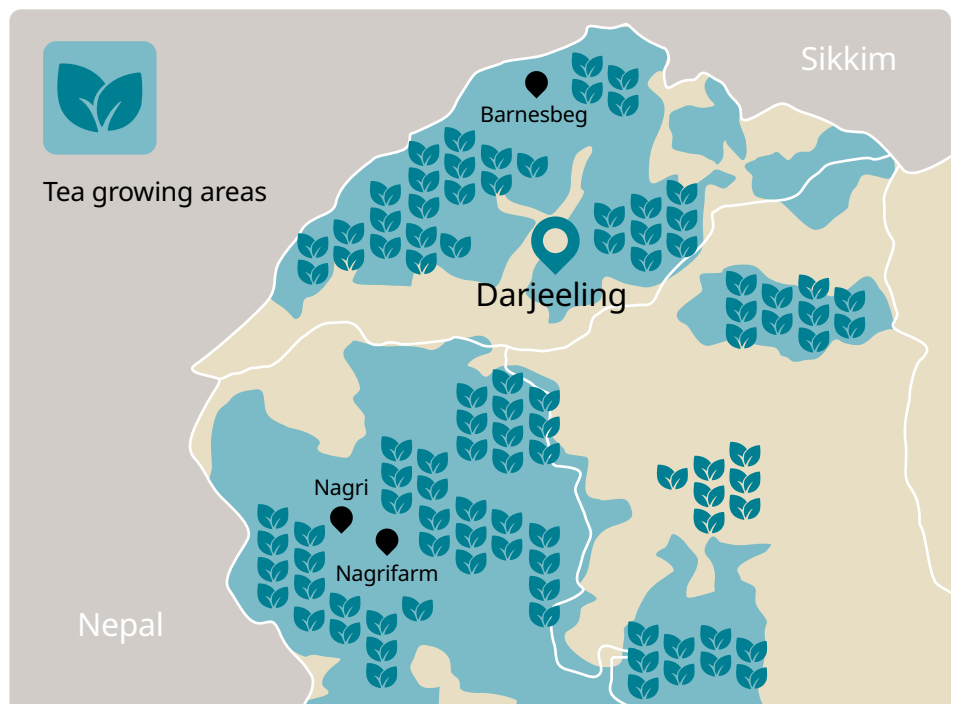 Sikkim
Barnesbeg
Tea growing areas
Darjeeling
Nagri
Nagrifarm
Nepal